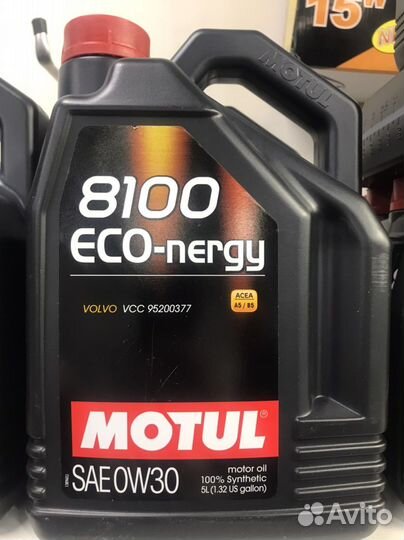 15W
MOTUL
8100
ECO-nergy
VOLVO VCC 95200377
ACEA
A5 / B5
MOTUL®
SAE 0W30
motor oil
100% Synthetic
5L (1.32 US gallon)
Avito